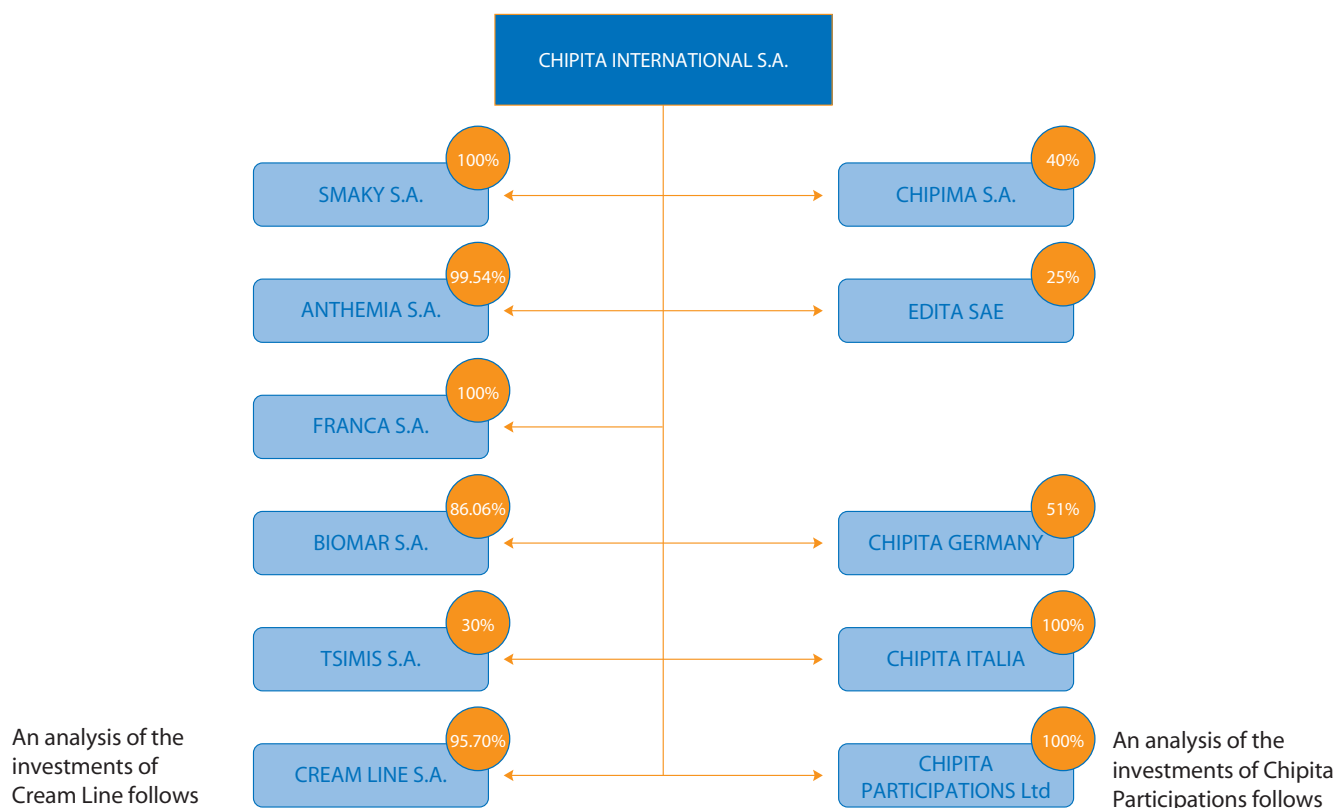 CHIPITA INTERNATIONAL S.A.
100%
SMAKY S.A.
40%
CHIPIMA S.A.
99.54%
ANTHEMIA S.A.
25%
EDITA SAE
100%
FRANCA S.A.
86.06%
BIOMAR S.A.
51%
CHIPITA GERMANY
30%
TSIMIS S.A.
100%
CHIPITA ITALIA
An analysis of the
investments of
Cream Line follows
95.70%
CREAM LINE S.A.
100%
CHIPITA
PARTICIPATIONS Ltd
An analysis of the
investments of Chipita
Participations follows